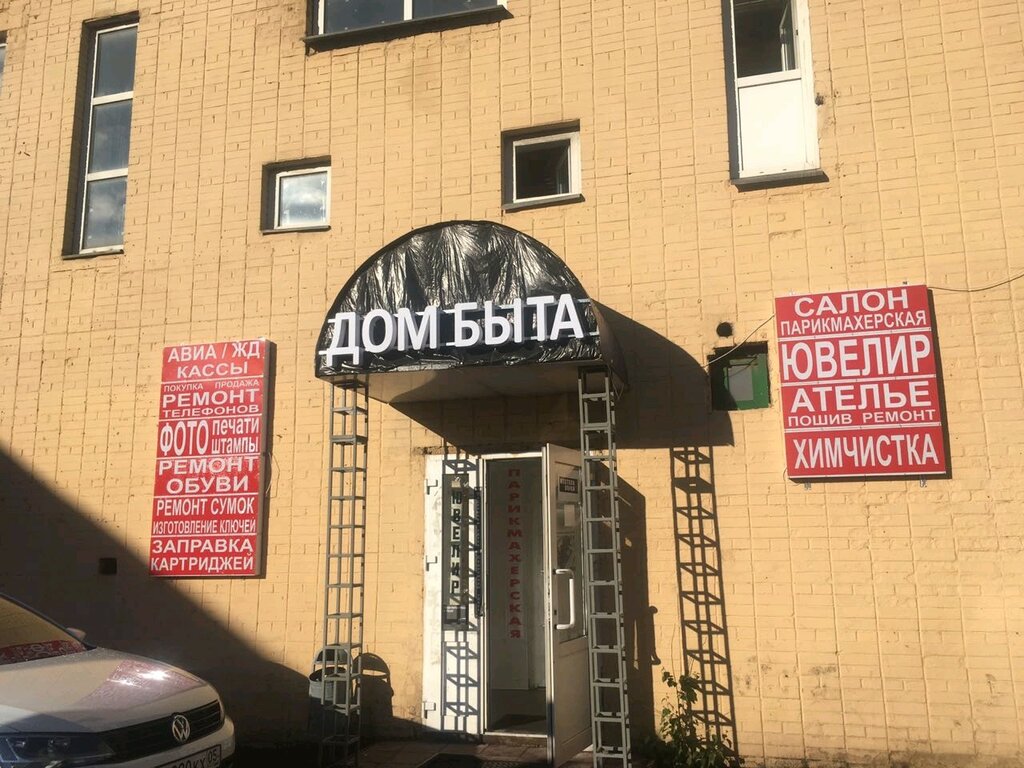 ДОМ БЫТА
АВИА / ЖД
КАССЫ
ПОКУПКА ПРОДАЖА
РЕМОНТ
ТЕЛЕФОНОВ
ФОТО печати
штампы
РЕМОНТ
ОБУВИ
РЕМОНТ СУМОК
ИЗГОТОВЛЕНИЕ КЛЮЧЕЙ
ЗАПРАВКА
КАРТРИДЖЕЙ
САЛОН
ПАРИКМАХЕРСКАЯ
ЮВЕЛИР
АТЕЛЬЕ
ПОШИВ РЕМОНТ
ХИМЧИСТКА
ЮВЕЛИР
ПАРИКМАХЕРСКАЯ